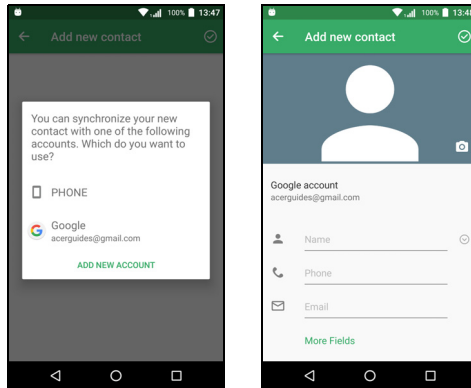 100% 13:47
Add new contact
You can synchronize your new
contact with one of the following
accounts. Which do you want to
use?
PHONE
Google
acerguides@gmail.com
ADD NEW ACCOUNT
100% 13:48
Add new contact
Google account
acerguides@gmail.com
Name
Phone
Email
More Fields